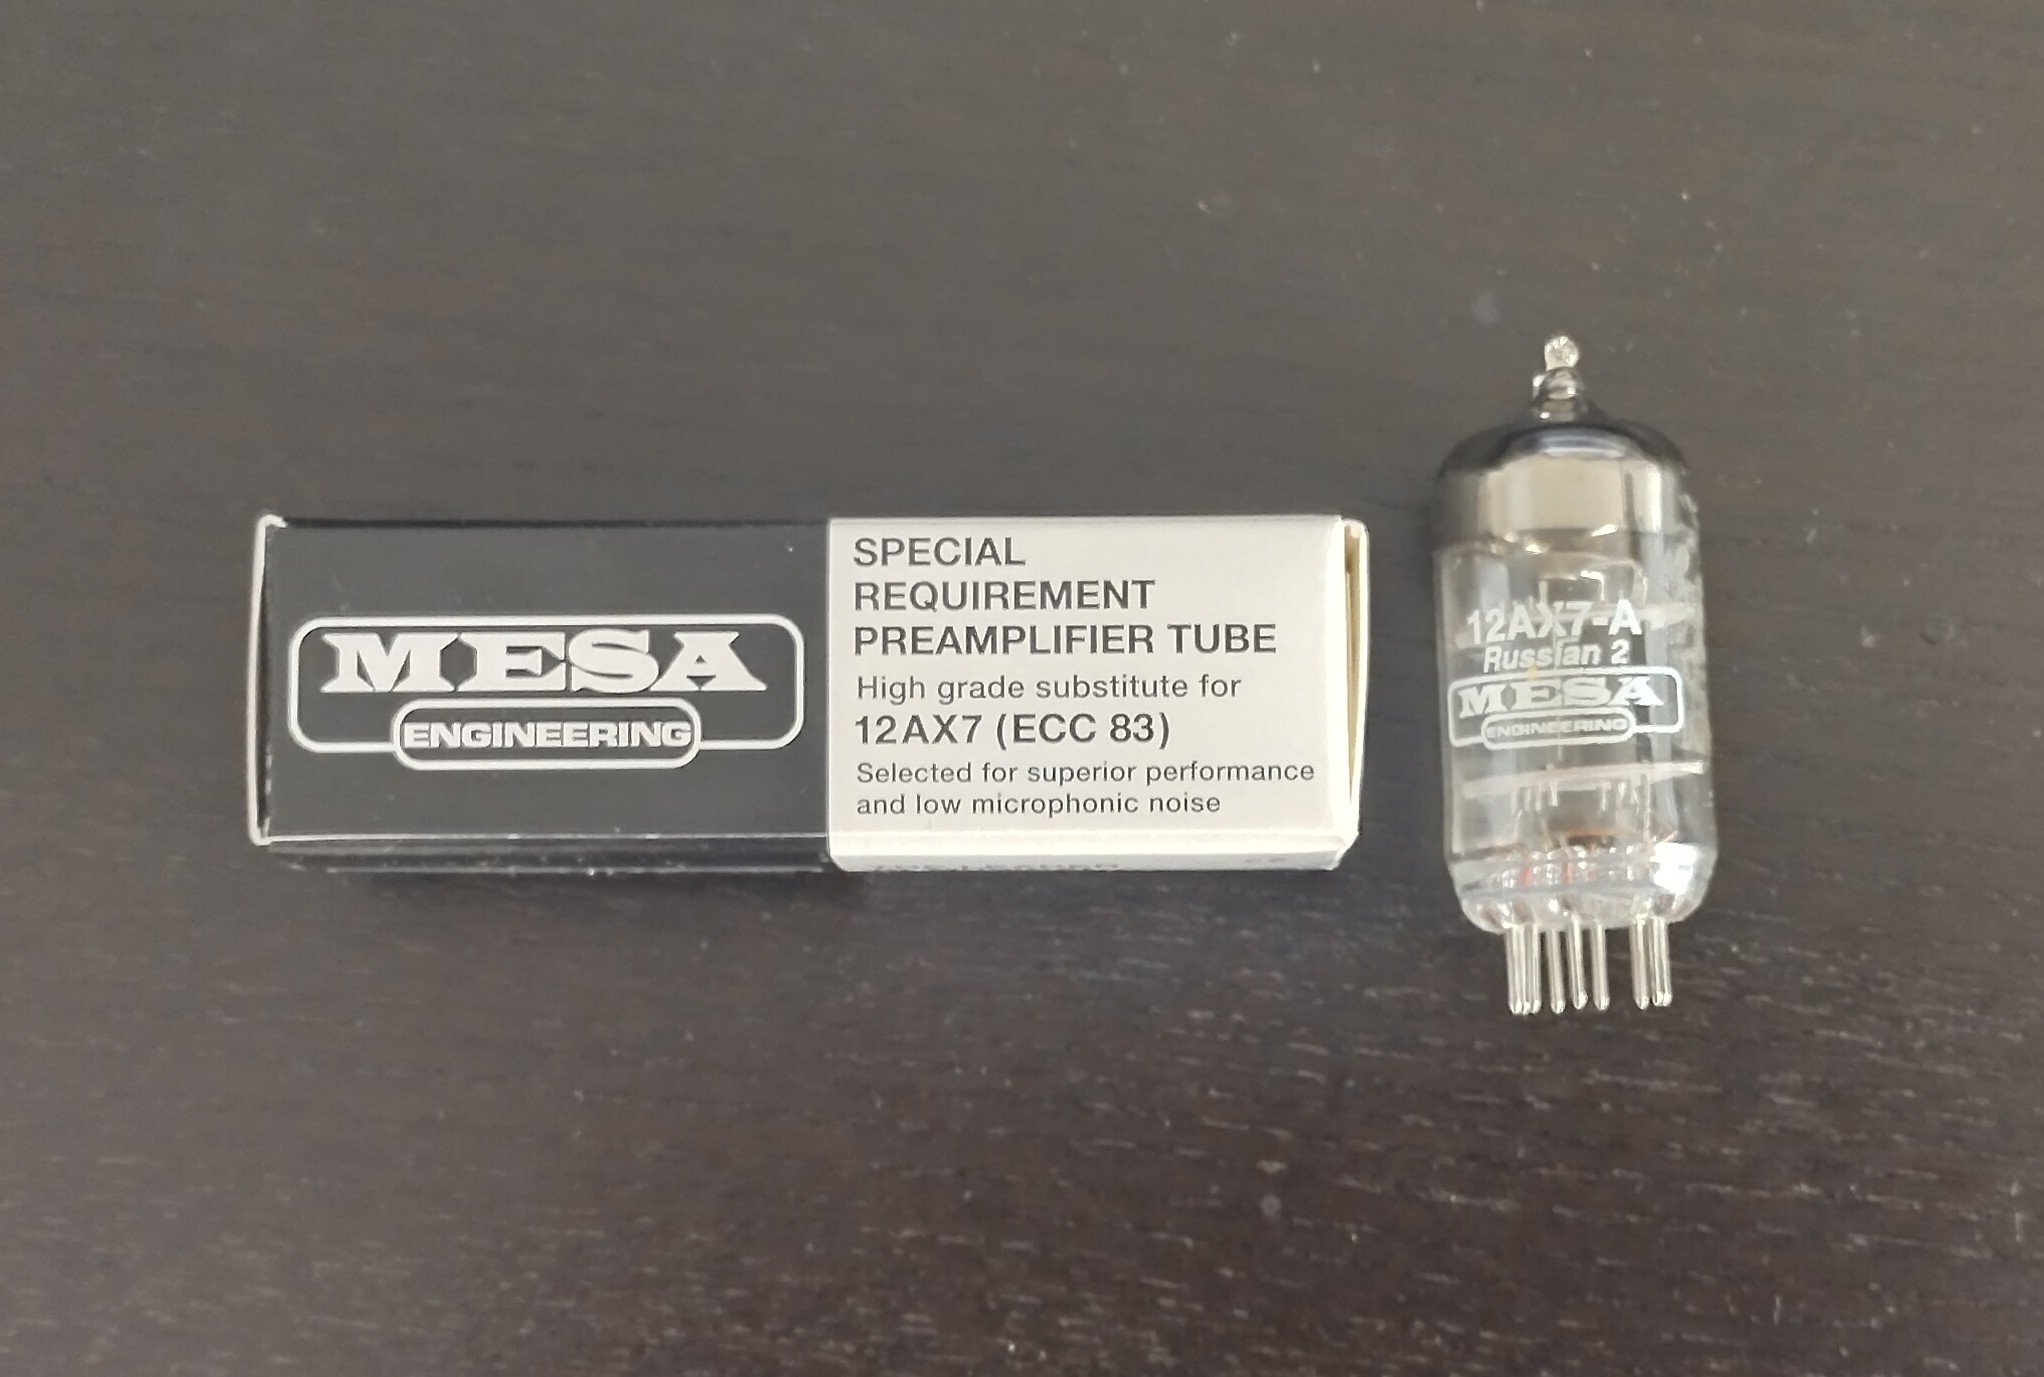 MESA
ENGINEERING
SPECIAL
REQUIREMENT
PREAMPLIFIER TUBE
High grade substitute for
12AX7 (ECC 83)
Selected for superior performance
and low microphonic noise
12AX7-A
Russian 2
MESA
ENGINEERING